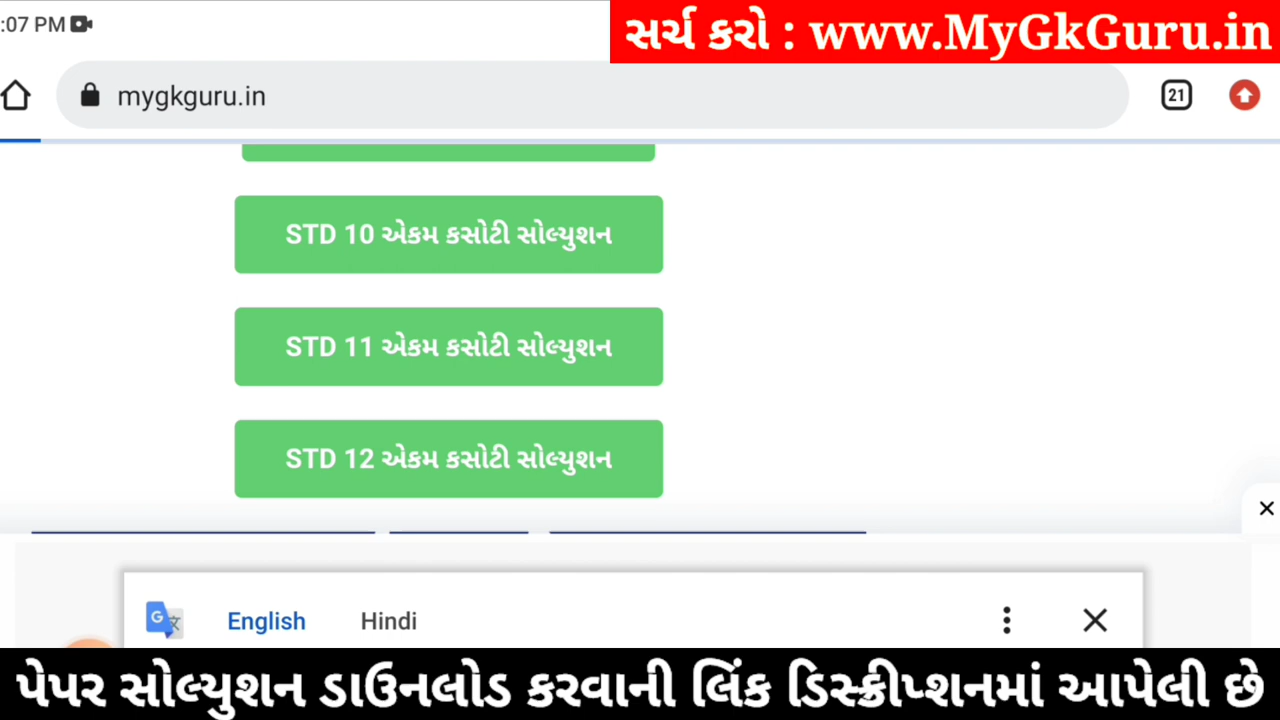 :07 PM
સર્ચ કરો : www.MyGkGuru.in
mygkguru.in
21
STD 10 એકમ કસોટી સોલ્યુશન
STD 11 એકમ કસોટી સોલ્યુશન
STD 12 એકમ કસોટી સોલ્યુશન
G 文
English Hindi
પેપર સોલ્યુશન ડાઉનલોડ કરવાની લિંક ડિસ્ક્રીપ્શનમાં આપેલી છે